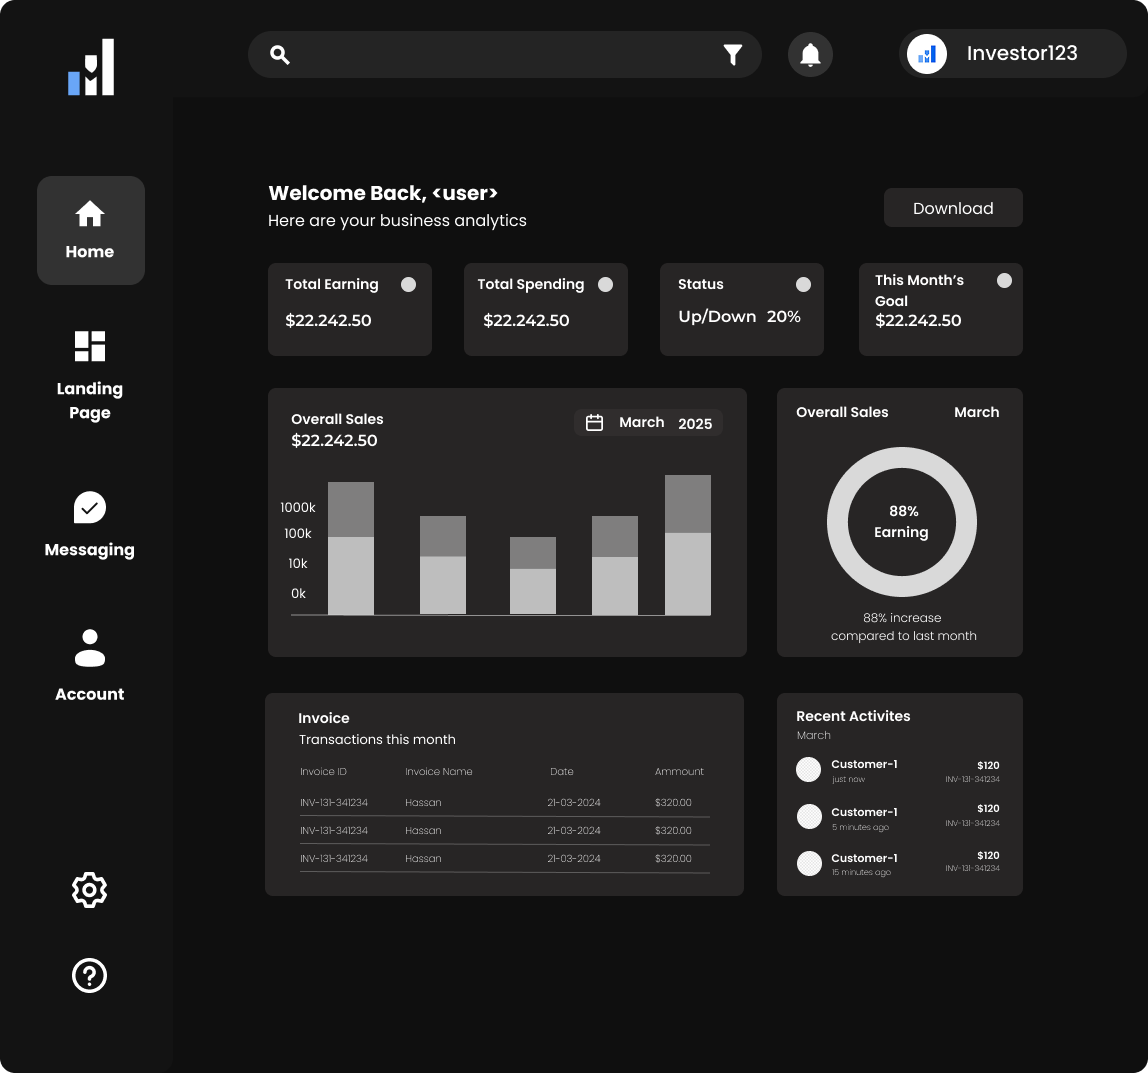 Investor123
Home
Landing
Page
Messaging
Account
Welcome Back, <user>
Here are your business analytics
Download
Total Earning
$22.242.50
Total Spending
$22.242.50
Status
Up/Down 20%
This Month's
Goal
$22.242.50
Overall Sales
$22.242.50
March 2025
1000k
100k
10k
0k
Overall Sales March
88%
Earning
88% increase
compared to last month
Invoice
Transactions this month
Invoice ID Invoice Name Date Ammount
INV-131-341234 Hassan 21-03-2024 $320.00
INV-131-341234 Hassan 21-03-2024 $320.00
INV-131-341234 Hassan 21-03-2024 $320.00
Recent Activites
March
Customer-1 $120
just now INV-131-341234
Customer-1 $120
5 minutes ago INV-131-341234
Customer-1 $120
15 minutes ago INV-131-341234